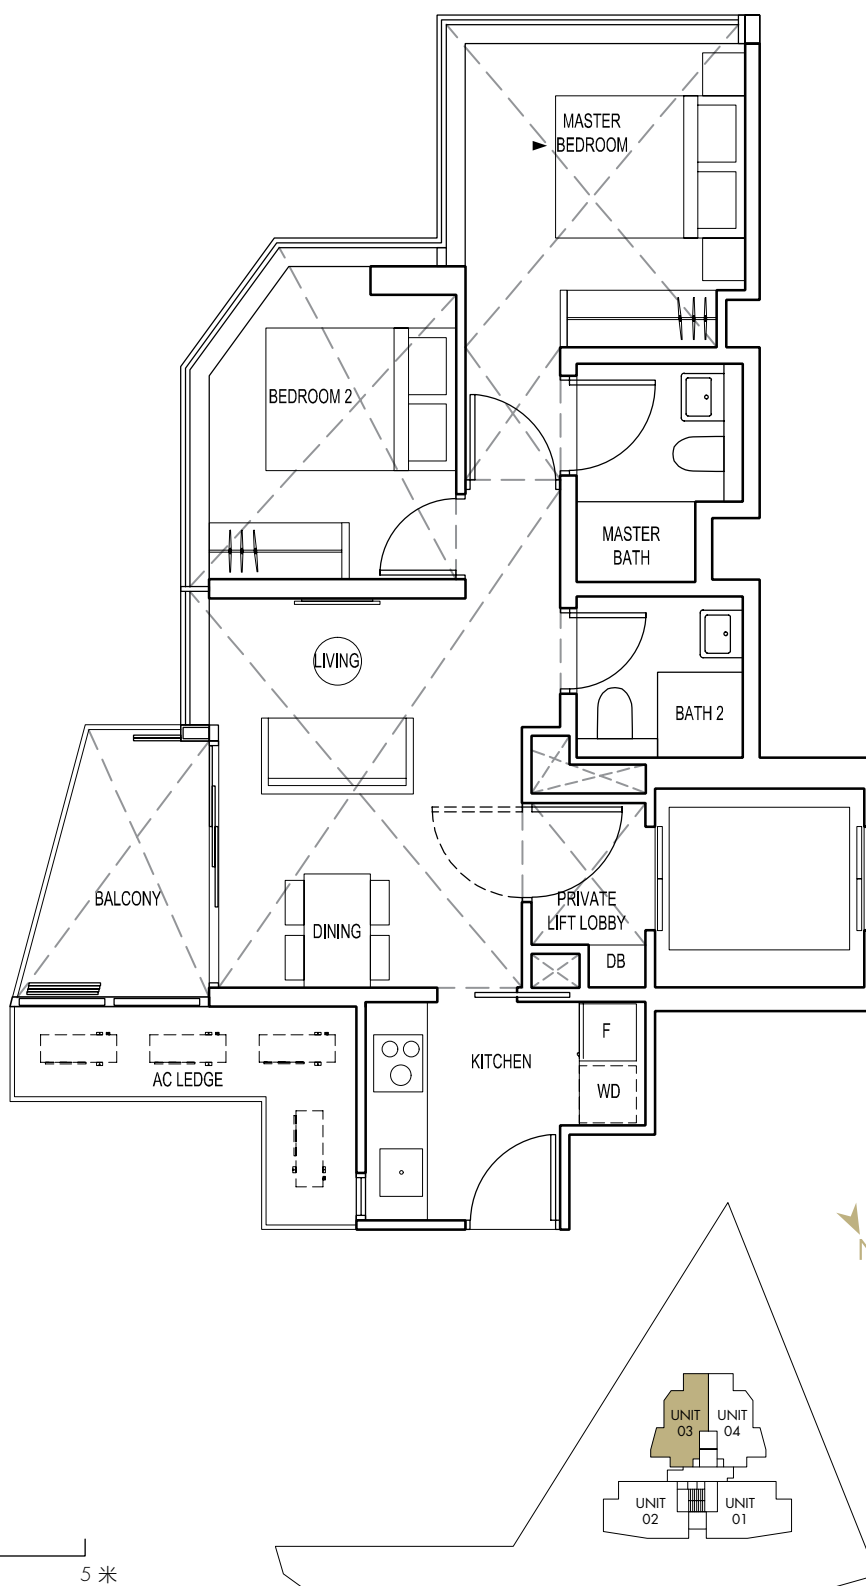 MASTER
BEDROOM
BEDROOM 2
MASTER
BATH
LIVING
BATH 2
BALCONY
PRIVATE
LIFT LOBBY
DINING
DB
F
KITCHEN
AC LEDGE
WD
N
UNIT
03
UNIT
04
UNIT
02
UNIT
01
5 米